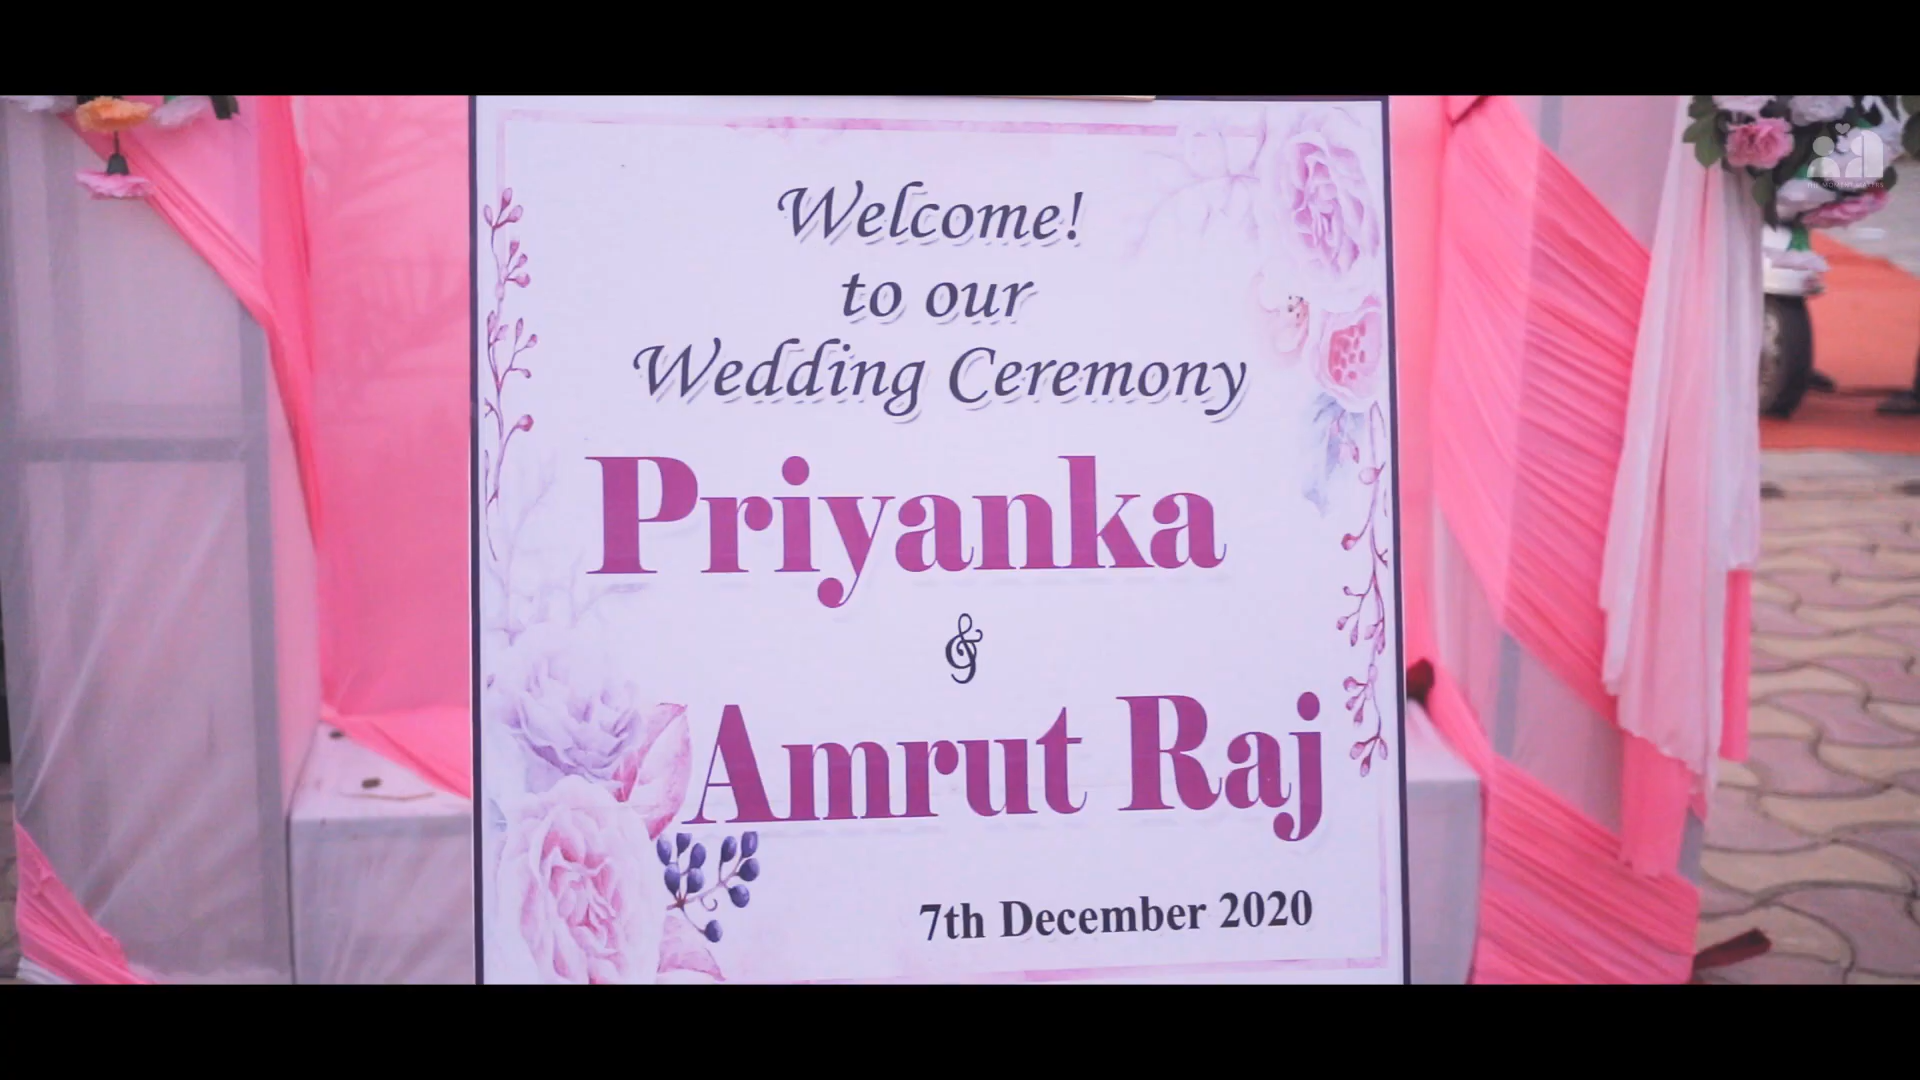 Welcome!
to our
Wedding Ceremony
Priyanka
&
Amrut Raj
7th December 2020